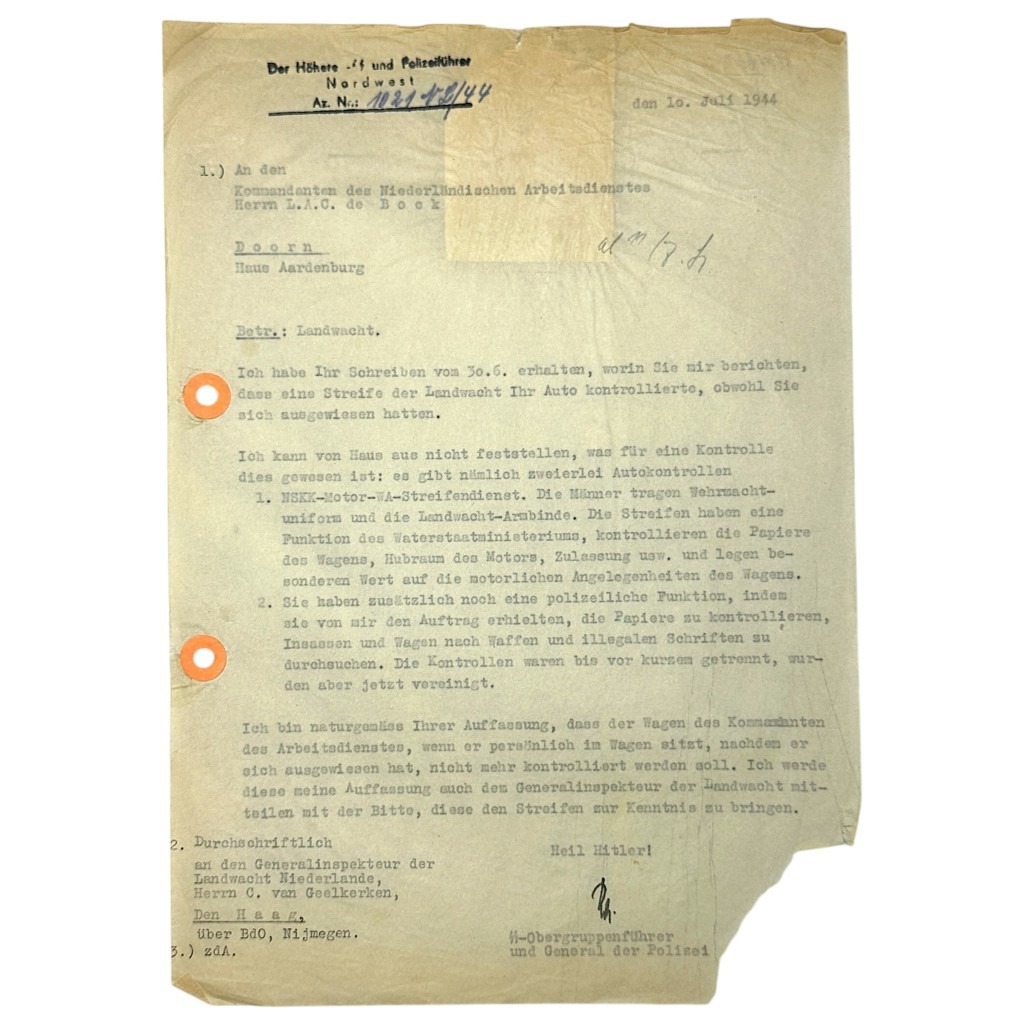 Der Höhere ᛋᛋ und Polizeiführer
Nordwest
Az. Nr.: 1021 /44
den 10. Juli 1944
1.) An den
Kommandanten des Niederländischen Arbeitsdienstes
Herrn L.A.C. de B o c k
D o o r n
Haus Aardenburg
Betr.: Landwacht.
Ich habe Ihr Schreiben vom 30.6. erhalten, worin Sie mir berichten,
dass eine Streife der Landwacht Ihr Auto kontrollierte, obwohl Sie
sich ausgewiesen hatten.
Ich kann von Haus aus nicht feststellen, was für eine Kontrolle
dies gewesen ist: es gibt nämlich zweierlei Autokontrollen
1. NSKK-Motor-WA-Streifendienst. Die Männer tragen Wehrmacht-
uniform und die Landwacht-Armbinde. Die Streifen haben eine
Funktion des Waterstaatministeriums, kontrollieren die Papiere
des Wagens, Hubraum des Motors, Zulassung usw. und legen be-
sonderen Wert auf die motorlichen Angelegenheiten des Wagens.
2. Sie haben zusätzlich noch eine polizeiliche Funktion, indem
sie von mir den Auftrag erhielten, die Papiere zu kontrollieren,
Insassen und Wagen nach Waffen und illegalen Schriften zu
durchsuchen. Die Kontrollen waren bis vor kurzem getrennt, wur-
den aber jetzt vereinigt.
Ich bin naturgemäss Ihrer Auffassung, dass der Wagen des Kommandanten
des Arbeitsdienstes, wenn er persönlich im Wagen sitzt, nachdem er
sich ausgewiesen hat, nicht mehr kontrolliert werden soll. Ich werde
diese meine Auffassung auch dem Generalinspekteur der Landwacht mit-
teilen mit der Bitte, diese den Streifen zur Kenntnis zu bringen.
2. Durchschriftlich
an den Generalinspekteur der
Landwacht Niederlande,
Herrn C. van Geelkerken,
Den H a a g,
über BdO, Nijmegen.
3.) zdA.
Heil Hitler!
ᛋᛋ-Obergruppenführer
und General der Polizei